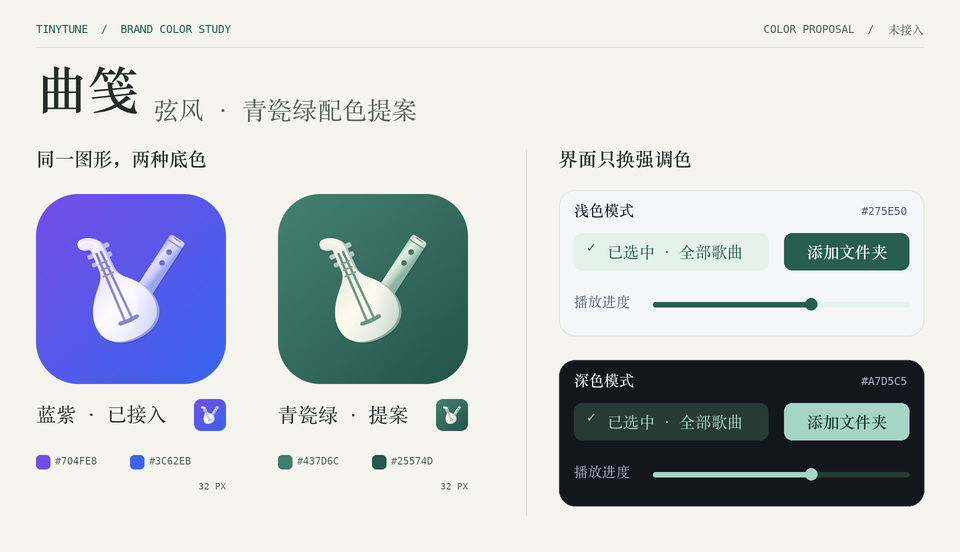 TINYTUNE / BRAND COLOR STUDY
COLOR PROPOSAL / 未接入
曲笺 弦风 · 青瓷绿配色提案
同一图形，两种底色
蓝紫 · 已接入
#704FE8 #3C62EB
32 PX
青瓷绿 · 提案
#437D6C #25574D
32 PX
界面只换强调色
浅色模式 #275E50
✓ 已选中 · 全部歌曲 添加文件夹
播放进度
深色模式 #A7D5C5
✓ 已选中 · 全部歌曲 添加文件夹
播放进度